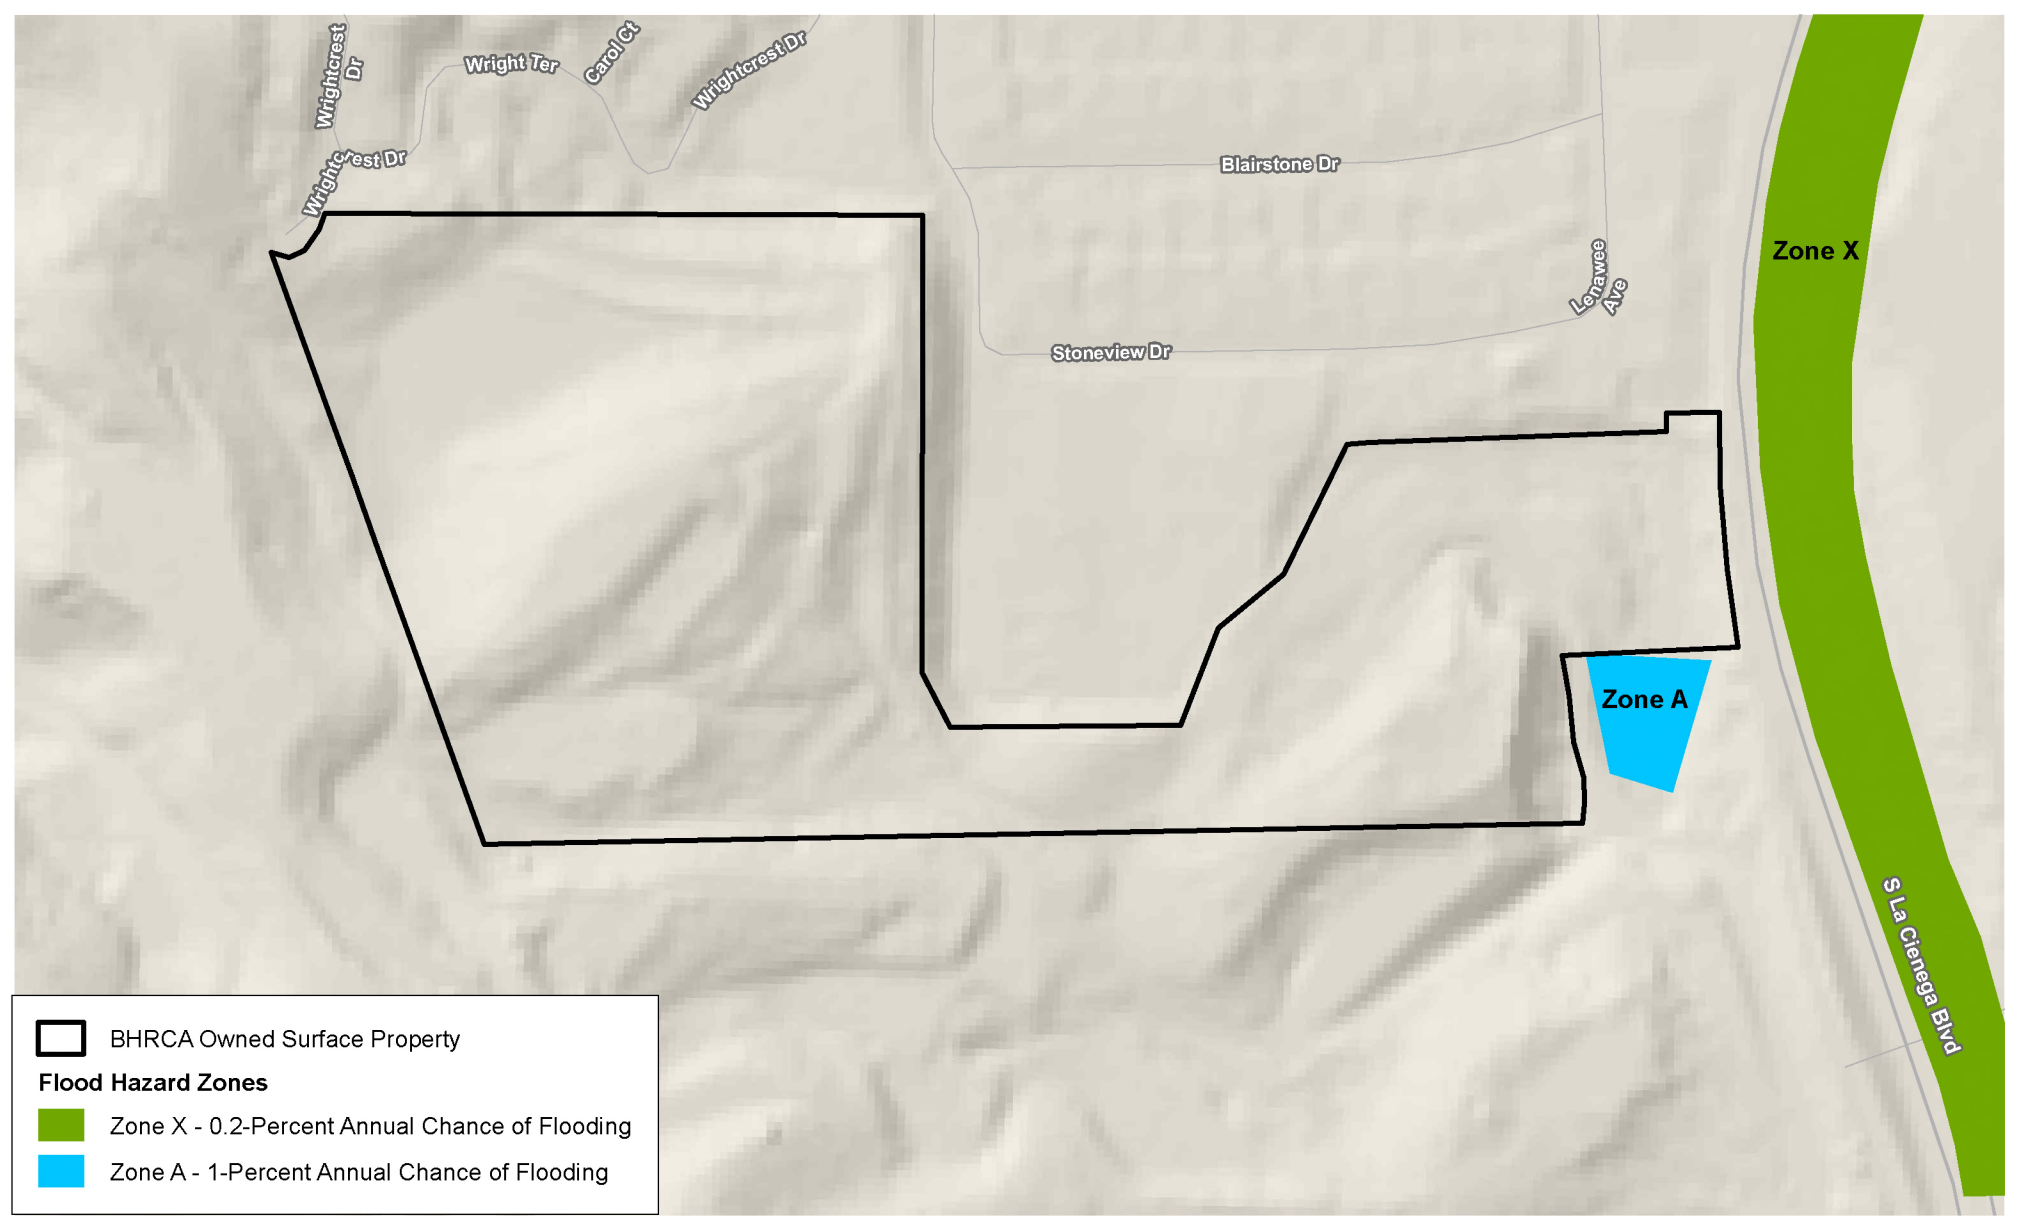 Wrightcrest
Dr
Wright Ter
Carol Ct
Wrightcrest Dr
Wrightcrest Dr
Blairstone Dr
Zone X
Lenawee
Ave
Stoneview Dr
Zone A
S La Cienega Blvd
BHRCA Owned Surface Property
Flood Hazard Zones
Zone X - 0.2-Percent Annual Chance of Flooding
Zone A - 1-Percent Annual Chance of Flooding